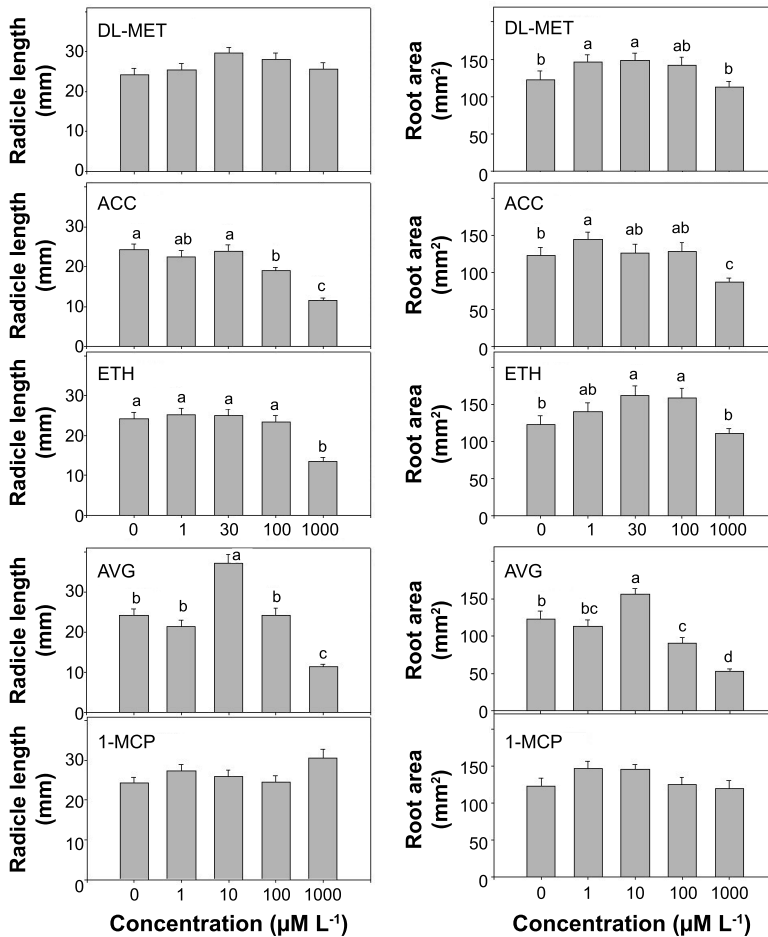 DL-MET
Radicle length
(mm)
30
20
10
0
DL-MET
Root area
(mm²)
150
100
50
0
b a a ab b
ACC
Radicle length
(mm)
30
20
10
0
a ab a b c
ACC
Root area
(mm²)
150
100
50
0
b a ab ab c
ETH
Radicle length
(mm)
30
20
10
0
a a a a b
0 1 30 100 1000
ETH
Root area
(mm²)
150
100
50
0
b ab a a b
0 1 30 100 1000
AVG
Radicle length
(mm)
30
20
10
0
b b a b c
AVG
Root area
(mm²)
150
100
50
0
b bc a c d
1-MCP
Radicle length
(mm)
30
20
10
0
0 1 10 100 1000
Concentration (µM L⁻¹)
1-MCP
Root area
(mm²)
150
100
50
0
0 1 10 100 1000
Concentration (µM L⁻¹)